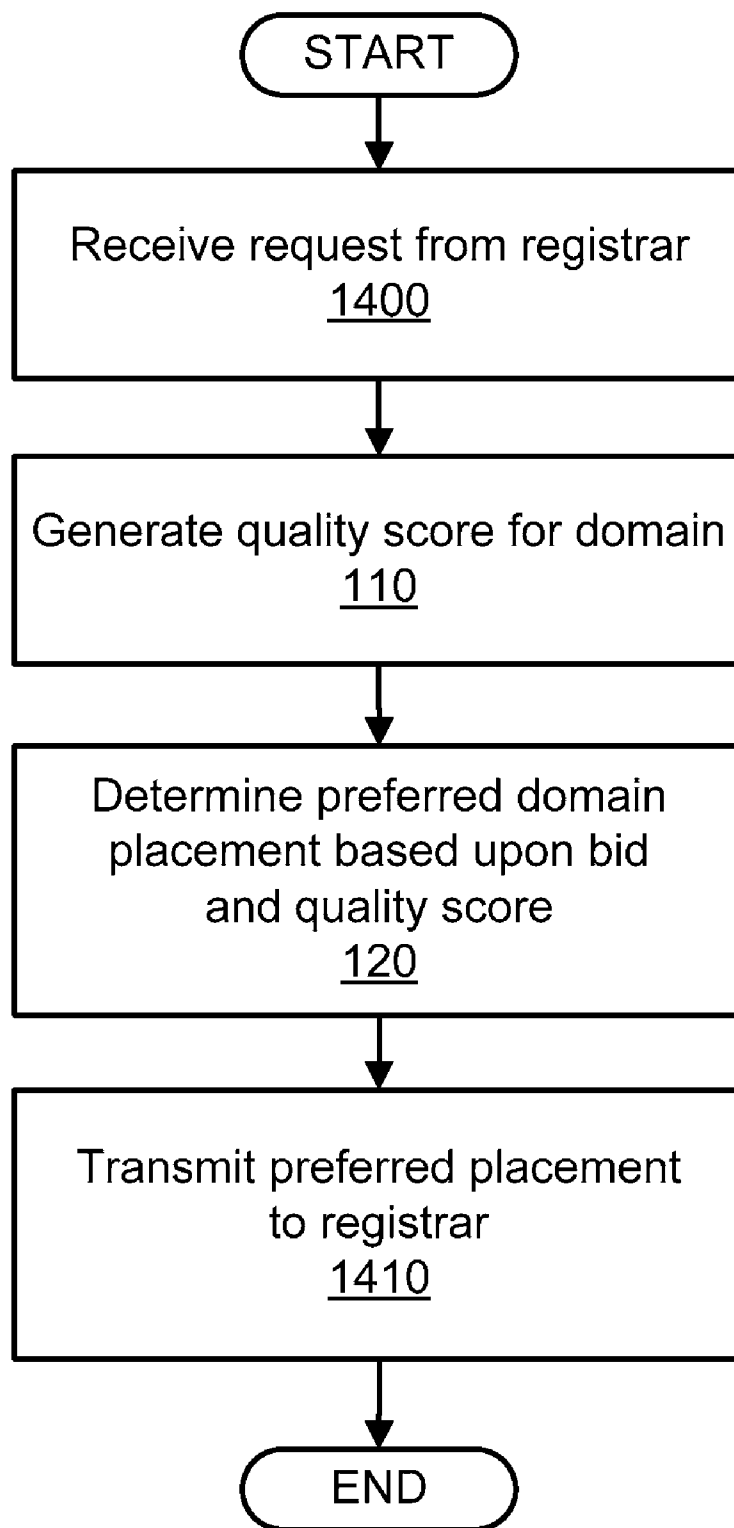 START
Receive request from registrar
1400
Generate quality score for domain
110
Determine preferred domain
placement based upon bid
and quality score
120
Transmit preferred placement
to registrar
1410
END